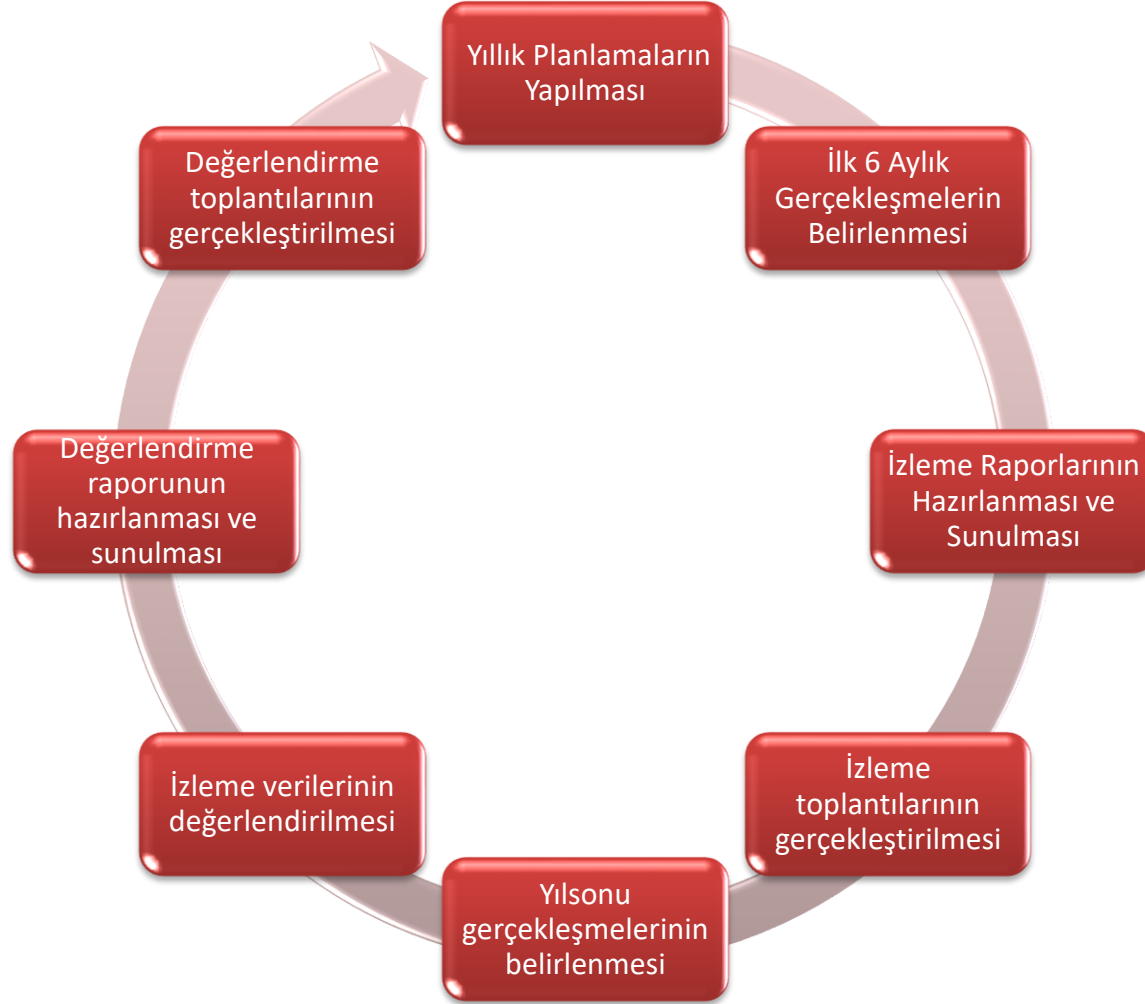 Yıllık Planlamaların
Yapılması
İlk 6 Aylık
Gerçekleşmelerin
Belirlenmesi
İzleme Raporlarının
Hazırlanması ve
Sunulması
İzleme
toplantılarının
gerçekleştirilmesi
Yılsonu
gerçekleşmelerinin
belirlenmesi
İzleme verilerinin
değerlendirilmesi
Değerlendirme
raporunun
hazırlanması ve
sunulması
Değerlendirme
toplantılarının
gerçekleştirilmesi